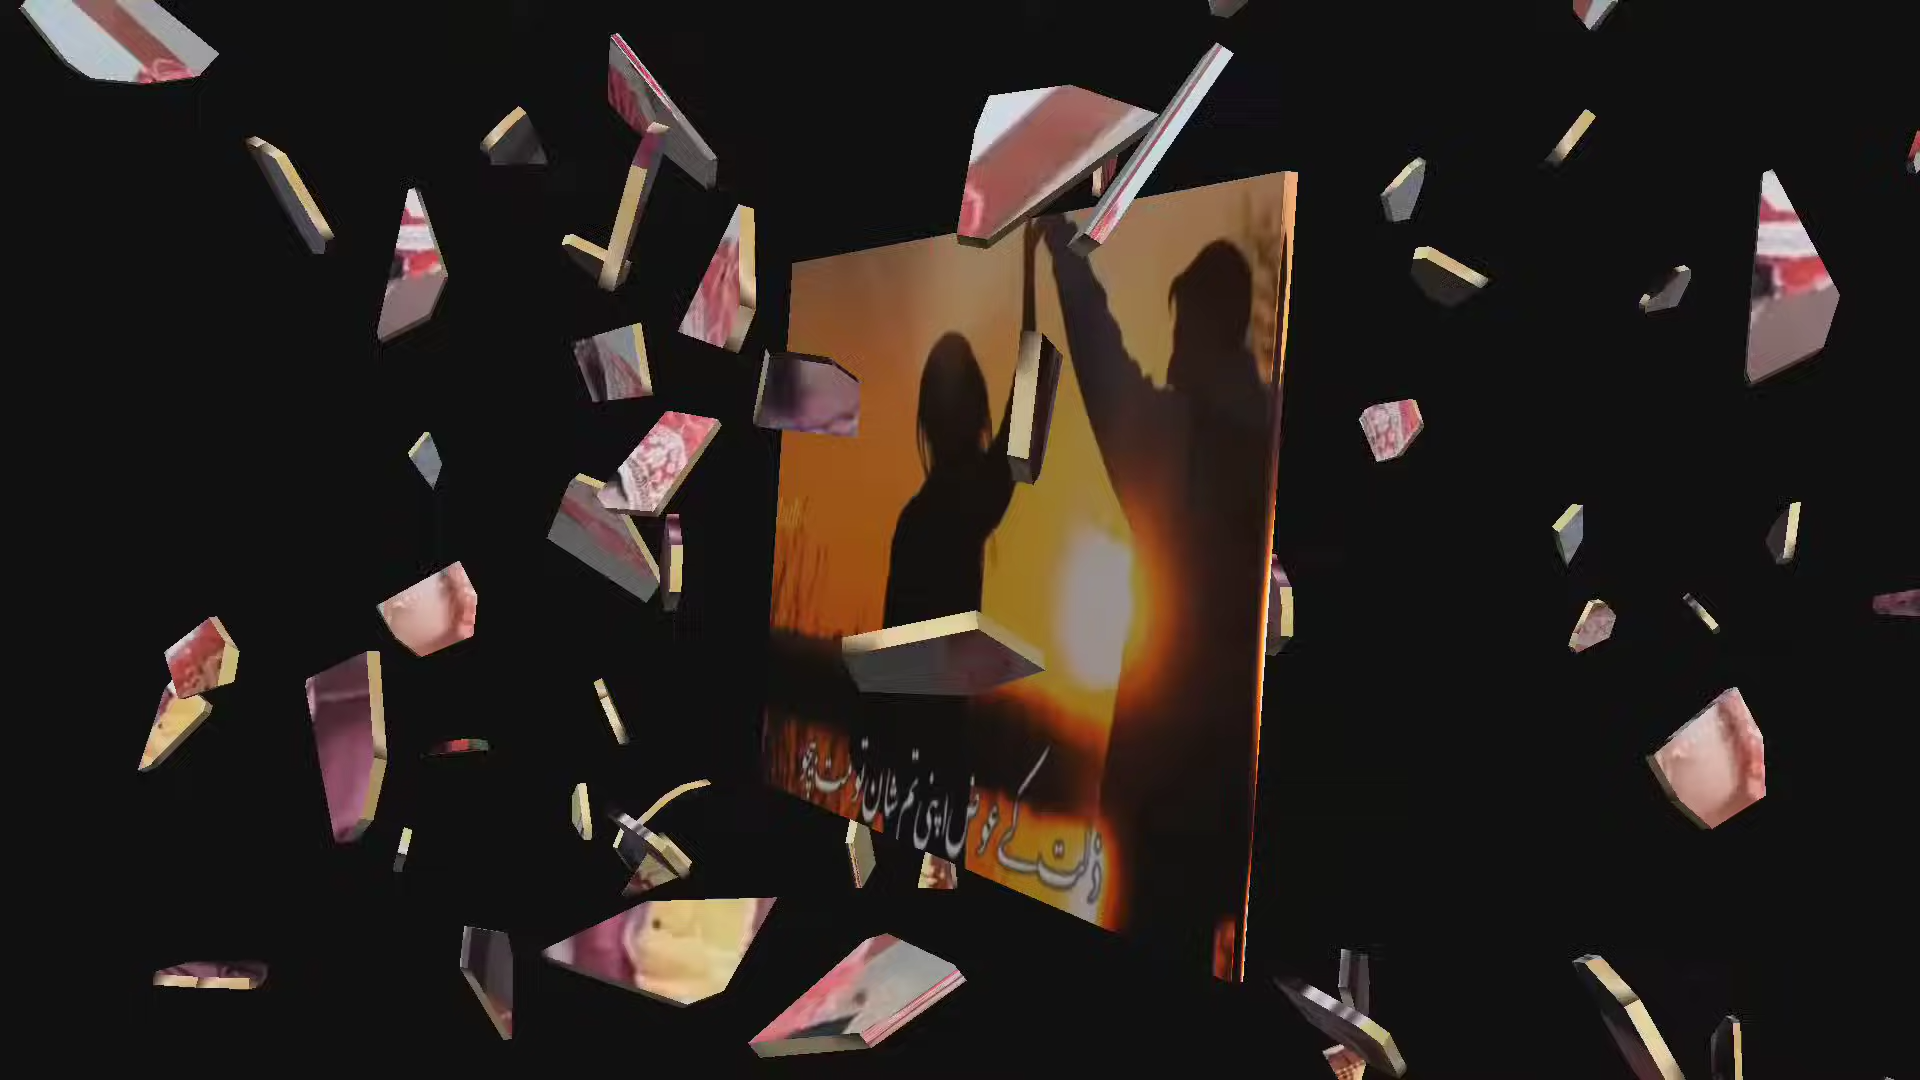 ذلت کے عوض اپنی تم شان تو مت بیچو